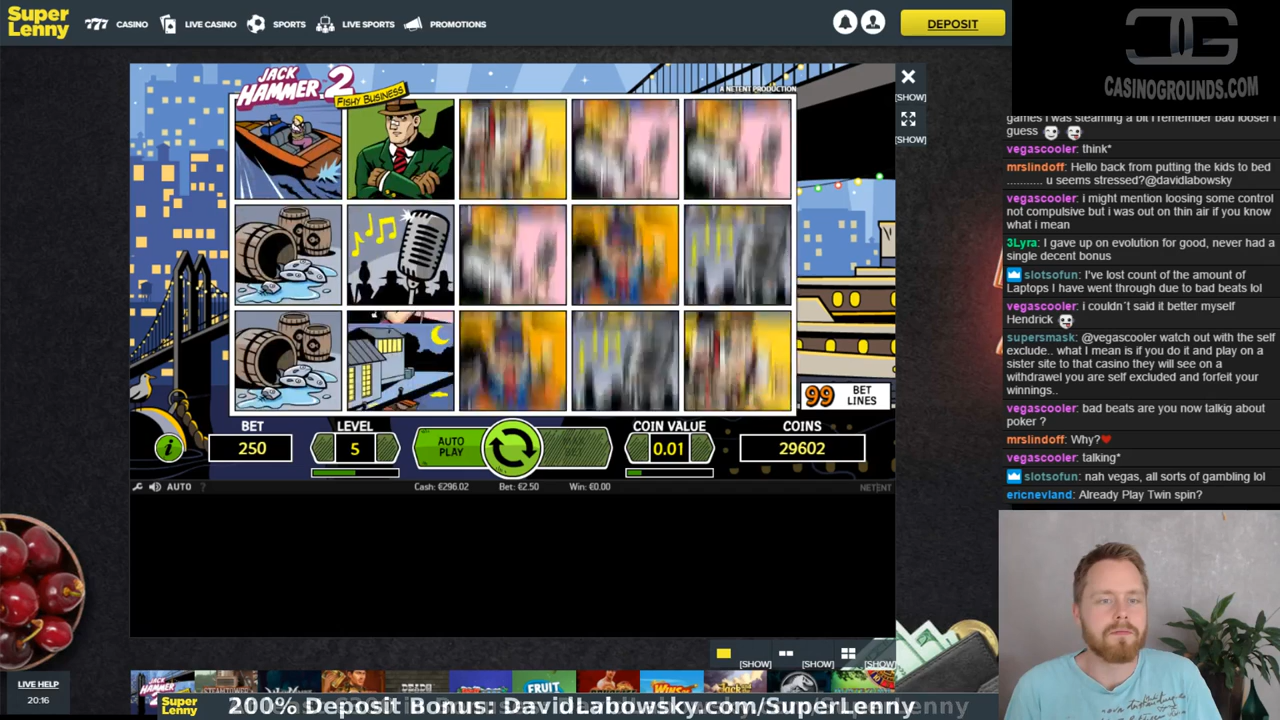 Super
Lenny
777 CASINO
LIVE CASINO
SPORTS
LIVE SPORTS
PROMOTIONS
DEPOSIT
CG
CASINOGROUNDS.COM
JACK
HAMMER 2
FISHY BUSINESS
A NETENT PRODUCTION
[SHOW]
[SHOW]
99 BET
LINES
BET
250
LEVEL
5
AUTO
PLAY
MAX
BET
COIN VALUE
0.01
COINS
29602
AUTO ?
Cash: €296.02 Bet: €2.50 Win: €0.00
NETENT
games i was steaming a bit i remember bad looser i
guess
vegascooler: think*
mrslindoff: Hello back from putting the kids to bed
........... u seems stressed?@davidlabowsky
vegascooler: i might mention loosing some control
not compulsive but i was out on thin air if you know
what i mean
3Lyra: I gave up on evolution for good, never had a
single decent bonus
slotsofun: I've lost count of the amount of
Laptops I have went through due to bad beats lol
vegascooler: i couldn´t said it better myself
Hendrick
supersmask: @vegascooler watch out with the self
exclude.. what I mean is if you do it and play on a
sister site to that casino they will see on a
withdrawel you are self excluded and forfeit your
winnings..
vegascooler: bad beats are you now talkig about
poker ?
mrslindoff: Why?
vegascooler: talking*
slotsofun: nah vegas, all sorts of gambling lol
ericnevland: Already Play Twin spin?
[SHOW]
[SHOW]
[SHOW]
LIVE HELP
20:16
FRUIT
Super
Lenny
200% Deposit Bonus: DavidLabowsky.com/SuperLenny